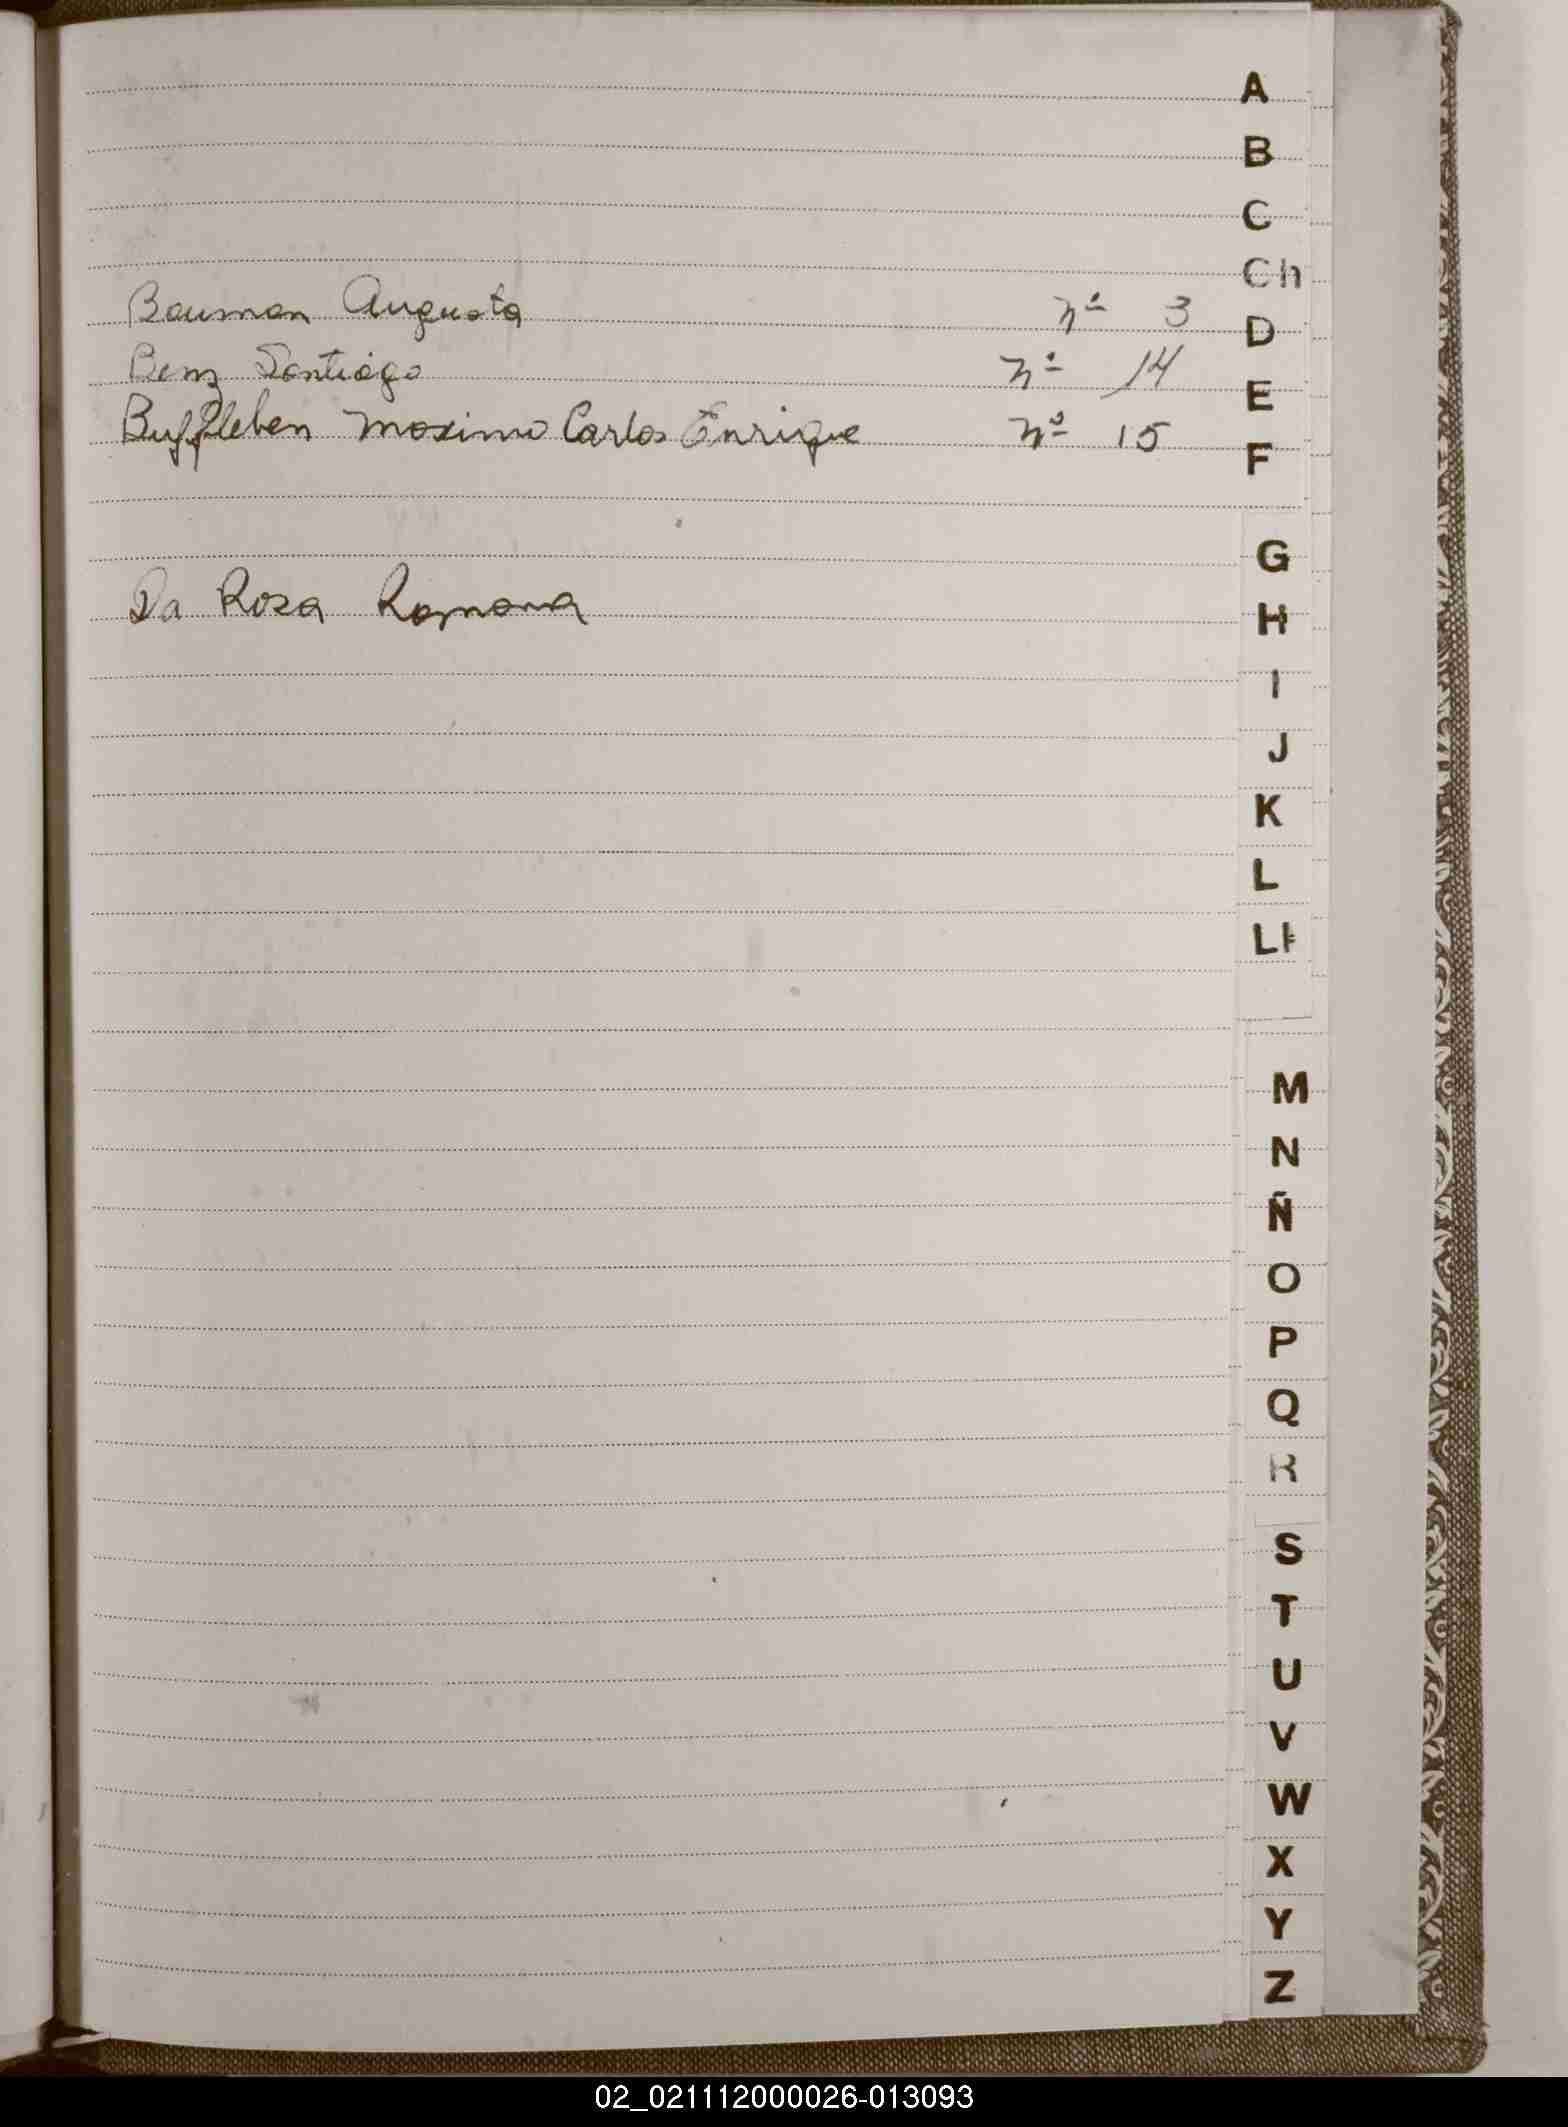 A
B
C
Ch
Bauman Augusta nº 3
D
Benz Santiago nº 14
E
Buffleben Maximo Carlos Enrique nº 15
F
G
Da Rosa Ramona
H
I
J
K
L
Ll
M
N
Ñ
O
P
Q
R
S
T
U
V
W
X
Y
Z
02_021112000026-013093